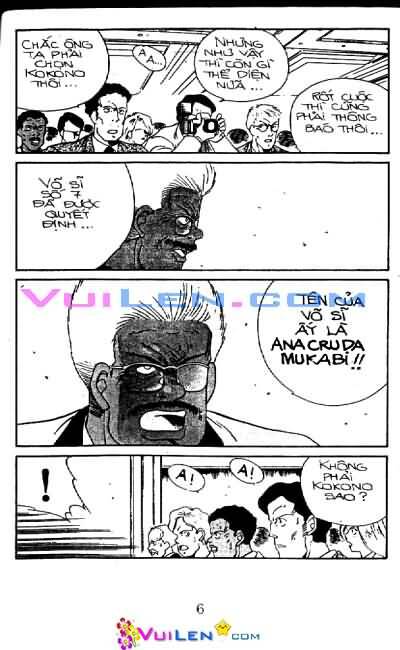 CHẮC ÔNG
TA PHẢI
CHỌN
KOKONO
THÔI ...
A
A...
NHƯNG
NHƯ VẬY
THÌ CÒN GÌ
THỂ DIỆN
NỮA ...
RỐT CUỘC
THÌ CŨNG
PHẢI THÔNG
BÁO THÔI ...
VÕ SĨ
SỐ 7
ĐÃ ĐƯỢC
QUYẾT
ĐỊNH ...
VuiLen.com
TÊN CỦA
VÕ SĨ
ẤY LÀ
ANACRUDA
MUKABI!!
!
A!
A!
KHÔNG
PHẢI
KOKONO
SAO?
6
VuiLen.com